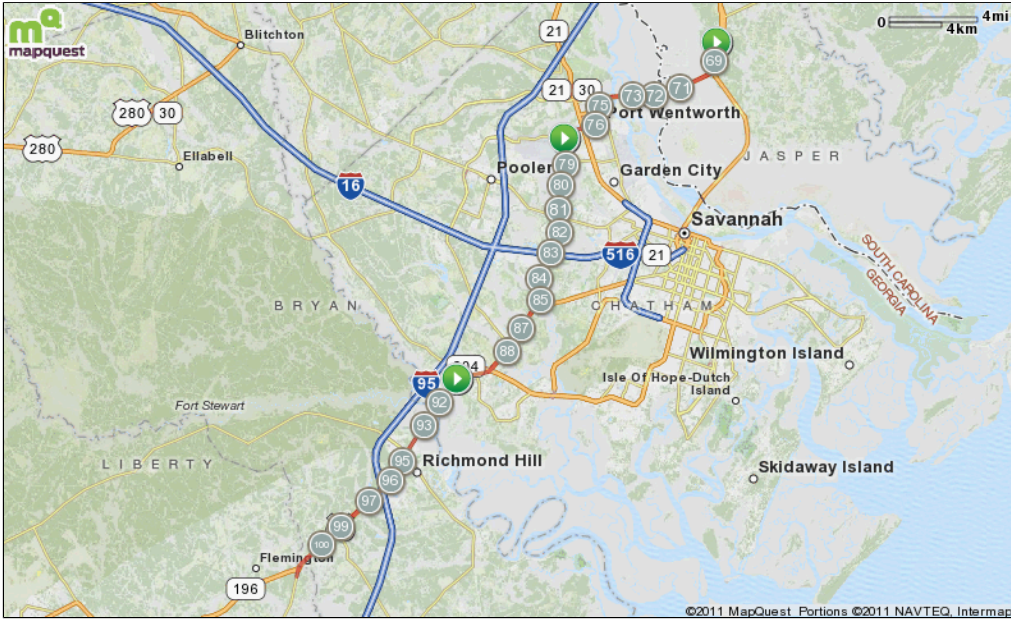 mapquest
Blitchton
21
0
4mi
4km
69
280
30
21
30
73
72
71
75
Port Wentworth
76
280
Ellabell
Pooler
79
Garden City
JASPER
16
80
81
Savannah
82
83
516
21
SOUTH CAROLINA
GEORGIA
84
BRYAN
85
CHATHAM
87
88
Wilmington Island
95
Isle Of Hope-Dutch
Island
92
Fort Stewart
93
LIBERTY
95
Richmond Hill
Skidaway Island
96
97
99
100
Flemington
196
©2011 MapQuest Portions ©2011 NAVTEQ, Intermap